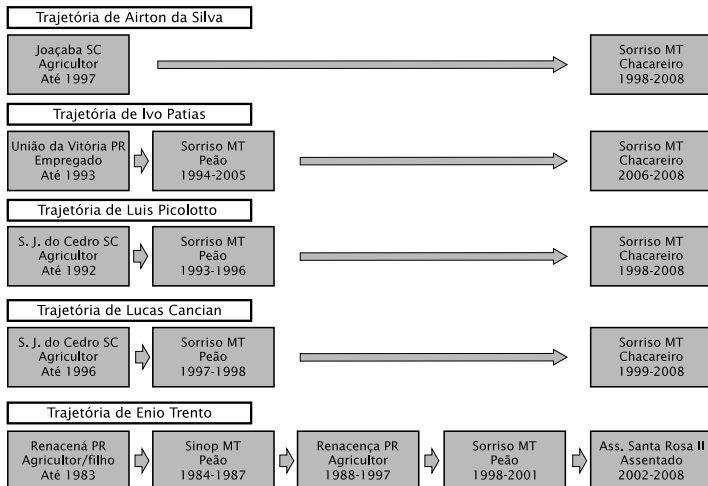 Trajetória de Airton da Silva
Joaçaba SC
Agricultor
Até 1997
Sorriso MT
Chacareiro
1998-2008
Trajetória de Ivo Patias
União da Vitória PR
Empregado
Até 1993
Sorriso MT
Peão
1994-2005
Sorriso MT
Chacareiro
2006-2008
Trajetória de Luis Picolotto
S. J. do Cedro SC
Agricultor
Até 1992
Sorriso MT
Peão
1993-1996
Sorriso MT
Chacareiro
1998-2008
Trajetória de Lucas Cancian
S. J. do Cedro SC
Agricultor
Até 1996
Sorriso MT
Peão
1997-1998
Sorriso MT
Chacareiro
1999-2008
Trajetória de Enio Trento
Renacená PR
Agricultor/filho
Até 1983
Sinop MT
Peão
1984-1987
Renacença PR
Agricultor
1988-1997
Sorriso MT
Peão
1998-2001
Ass. Santa Rosa II
Assentado
2002-2008